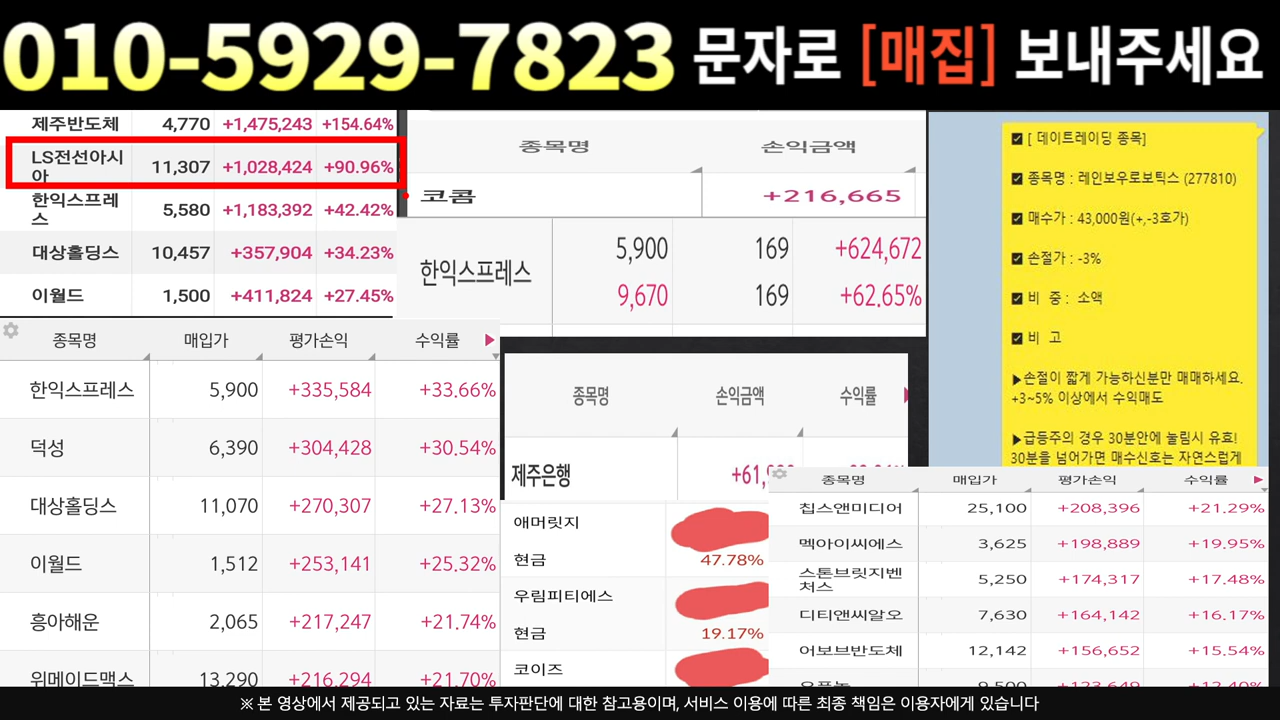 010-5929-7823 문자로 [매집] 보내주세요
제주반도체 4,770 +1,475,243 +154.64%
LS전선아시
아 11,307 +1,028,424 +90.96%
한익스프레
스 5,580 +1,183,392 +42.42%
대상홀딩스 10,457 +357,904 +34.23%
이월드 1,500 +411,824 +27.45%
종목명 손익금액
코콤 +216,665
한익스프레스 5,900 169 +624,672
9,670 169 +62.65%
[ 데이트레이딩 종목]
종목명 : 레인보우로보틱스 (277810)
매수가 : 43,000원(+,-3호가)
손절가 : -3%
비 중 : 소액
비 고
▶손절이 짧게 가능하신분만 매매하세요.
+3~5% 이상에서 수익매도
▶급등주의 경우 30분안에 눌림시 유효!
30분을 넘어가면 매수신호는 자연스럽게
종목명 매입가 평가손익 수익률
한익스프레스 5,900 +335,584 +33.66%
덕성 6,390 +304,428 +30.54%
대상홀딩스 11,070 +270,307 +27.13%
이월드 1,512 +253,141 +25.32%
흥아해운 2,065 +217,247 +21.74%
위메이드맥스 13,290 +216,294 +21.70%
종목명 손익금액 수익률
제주은행
애머릿지
현금 47.78%
우림피티에스
현금 19.17%
코이즈
종목명 매입가 평가손익 수익률
칩스앤미디어 25,100 +208,396 +21.29%
멕아이씨에스 3,625 +198,889 +19.95%
스톤브릿지벤
처스 5,250 +174,317 +17.48%
디티앤씨알오 7,630 +164,142 +16.17%
어보브반도체 12,142 +156,652 +15.54%
※ 본 영상에서 제공되고 있는 자료는 투자판단에 대한 참고용이며, 서비스 이용에 따른 최종 책임은 이용자에게 있습니다